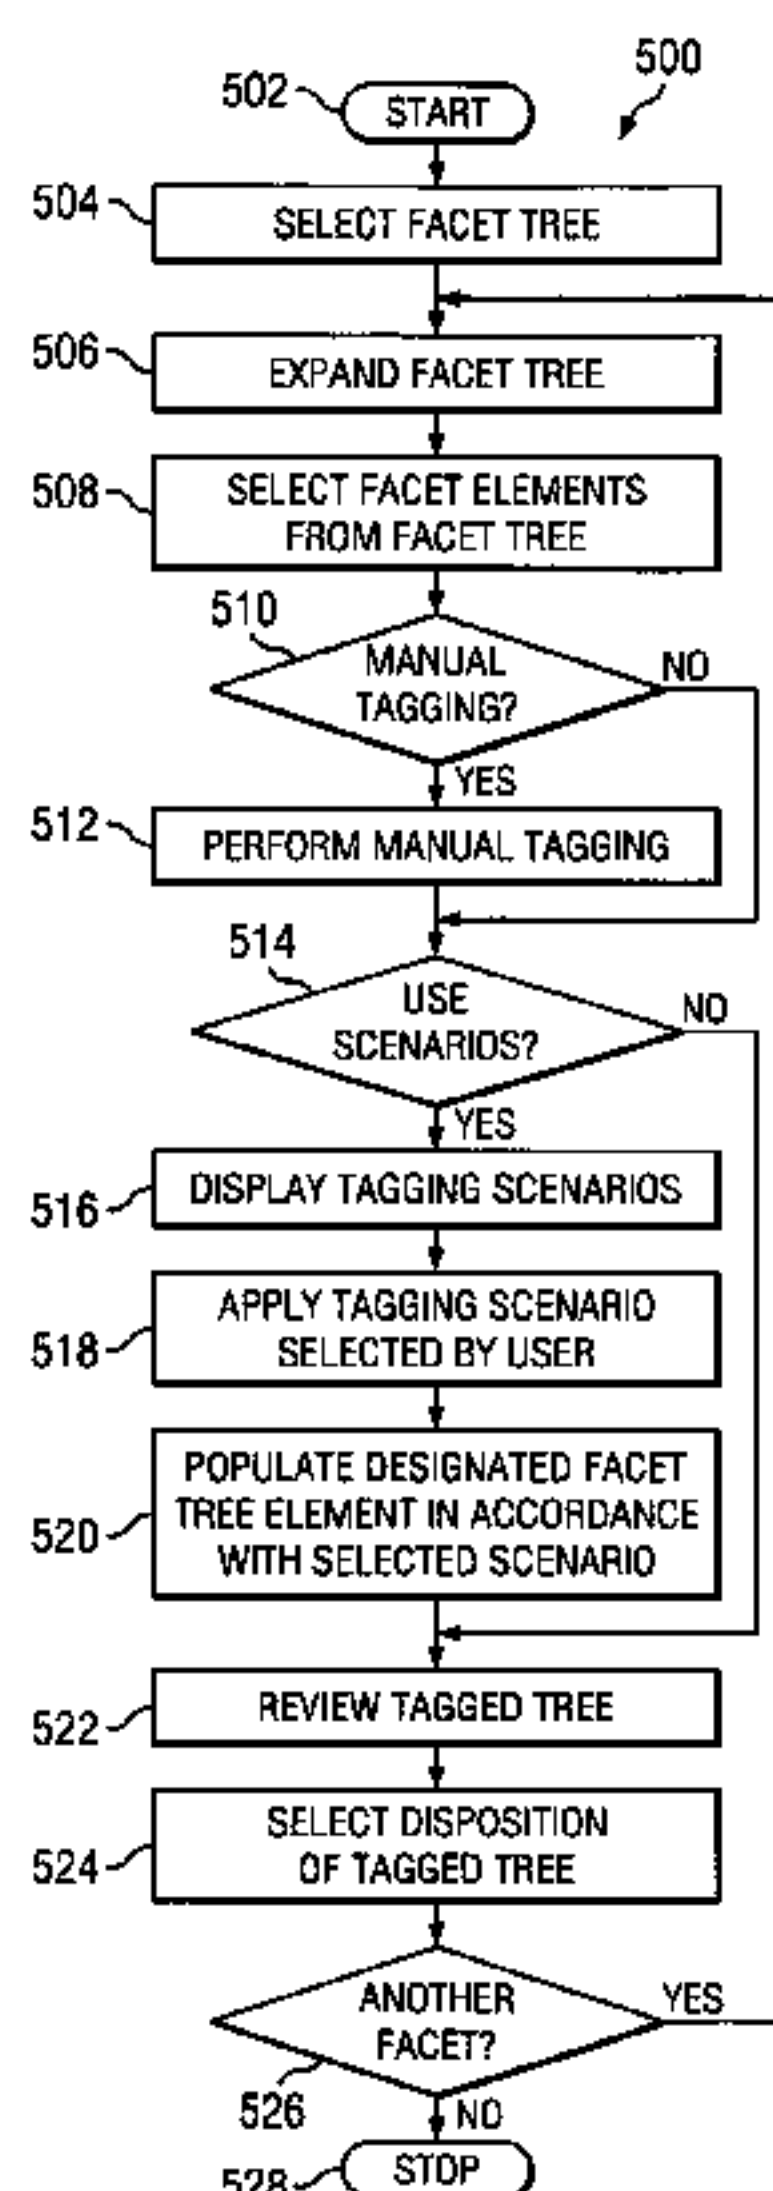 500
502
START
504
SELECT FACET TREE
506
EXPAND FACET TREE
508
SELECT FACET ELEMENTS
FROM FACET TREE
510
MANUAL
TAGGING?
NO
YES
512
PERFORM MANUAL TAGGING
514
USE
SCENARIOS?
NO
YES
516
DISPLAY TAGGING SCENARIOS
518
APPLY TAGGING SCENARIO
SELECTED BY USER
520
POPULATE DESIGNATED FACET
TREE ELEMENT IN ACCORDANCE
WITH SELECTED SCENARIO
522
REVIEW TAGGED TREE
524
SELECT DISPOSITION
OF TAGGED TREE
ANOTHER
FACET?
YES
526
NO
528
STOP